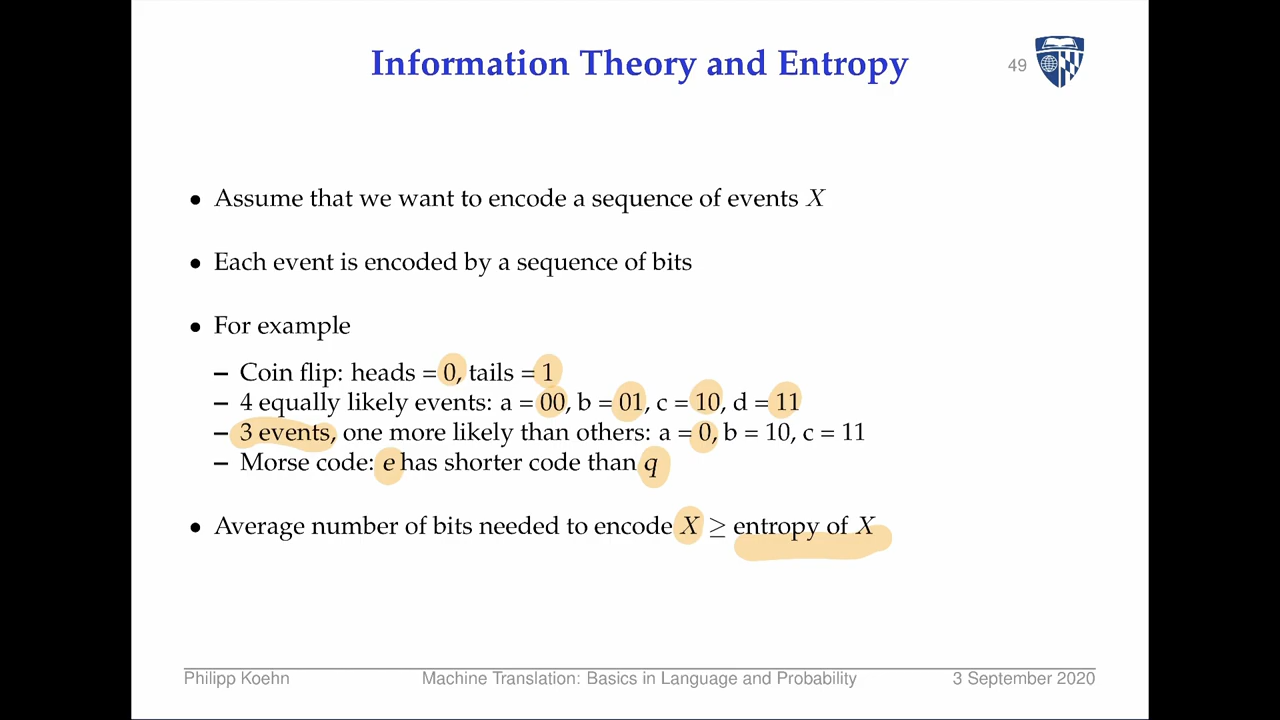 Information Theory and Entropy
49
• Assume that we want to encode a sequence of events X
• Each event is encoded by a sequence of bits
• For example
– Coin flip: heads = 0, tails = 1
– 4 equally likely events: a = 00, b = 01, c = 10, d = 11
– 3 events, one more likely than others: a = 0, b = 10, c = 11
– Morse code: e has shorter code than q
• Average number of bits needed to encode X ≥ entropy of X
Philipp Koehn Machine Translation: Basics in Language and Probability 3 September 2020